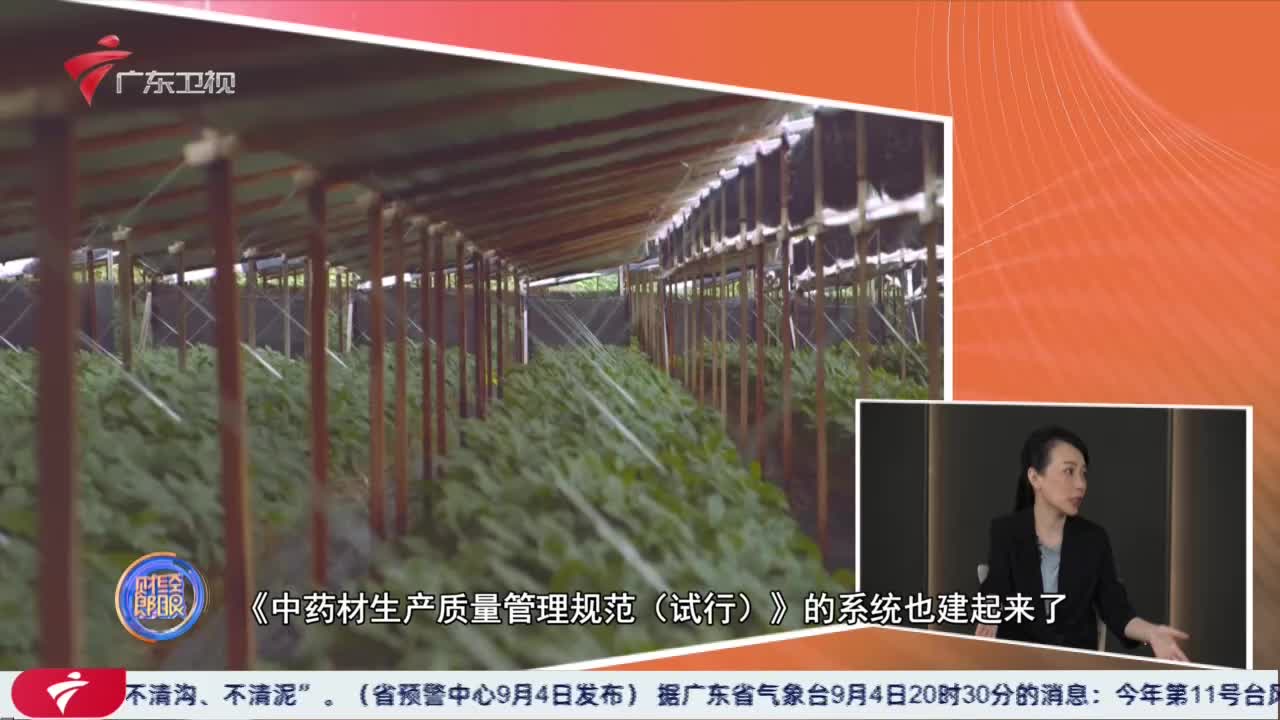 广东卫视
财经
郎眼
《中药材生产质量管理规范（试行）》的系统也建起来了
不清沟、不清泥”。（省预警中心9月4日发布） 据广东省气象台9月4日20时30分的消息：今年第11号台风